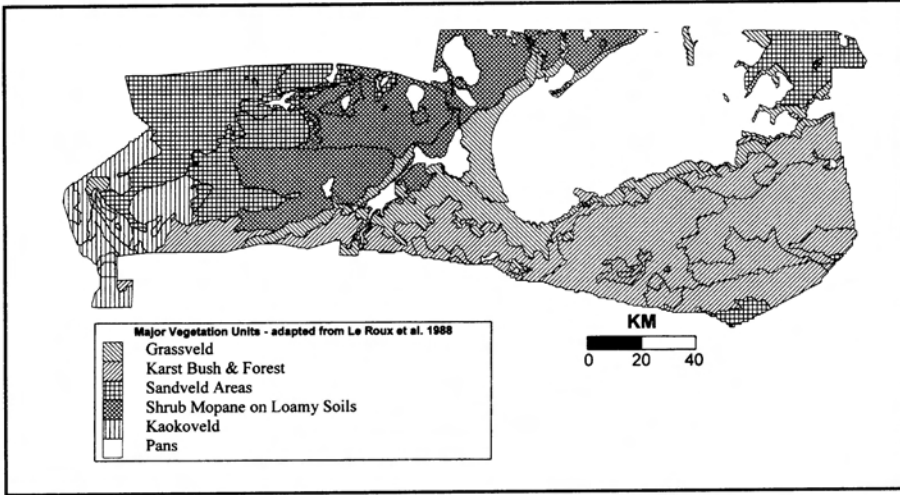 KM
0 20 40
Major Vegetation Units - adapted from Le Roux et al. 1988
Grassveld
Karst Bush & Forest
Sandveld Areas
Shrub Mopane on Loamy Soils
Kaokoveld
Pans